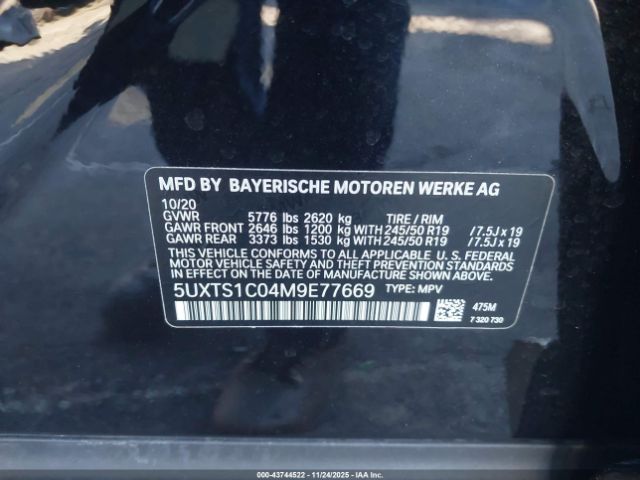 MFD BY BAYERISCHE MOTOREN WERKE AG
10/20
GVWR 5776 lbs 2620 kg TIRE / RIM
GAWR FRONT 2646 lbs 1200 kg WITH 245/50 R19 / 7.5J x 19
GAWR REAR 3373 lbs 1530 kg WITH 245/50 R19 / 7.5J x 19
THIS VEHICLE CONFORMS TO ALL APPLICABLE U. S. FEDERAL
MOTOR VEHICLE SAFETY AND THEFT PREVENTION STANDARDS
IN EFFECT ON THE DATE OF MANUFACTURE SHOWN ABOVE.
5UXTS1C04M9E77669 TYPE: MPV
475M
7 320 730
000-43744522 - 11/24/2025 - IAA Inc.